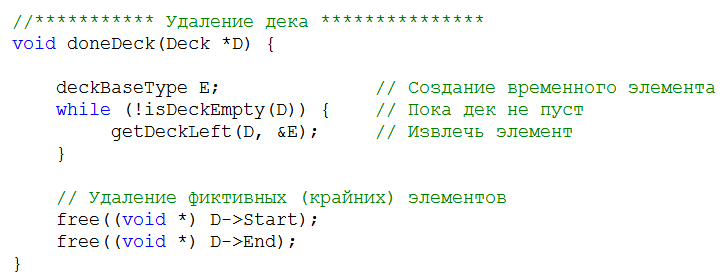 //*********** Удаление дека ***************
void doneDeck(Deck *D) {
deckBaseType E; // Создание временного элемента
while (!isDeckEmpty(D)) { // Пока дек не пуст
getDeckLeft(D, &E); // Извлечь элемент
}
// Удаление фиктивных (крайних) элементов
free((void *) D->Start);
free((void *) D->End);
}